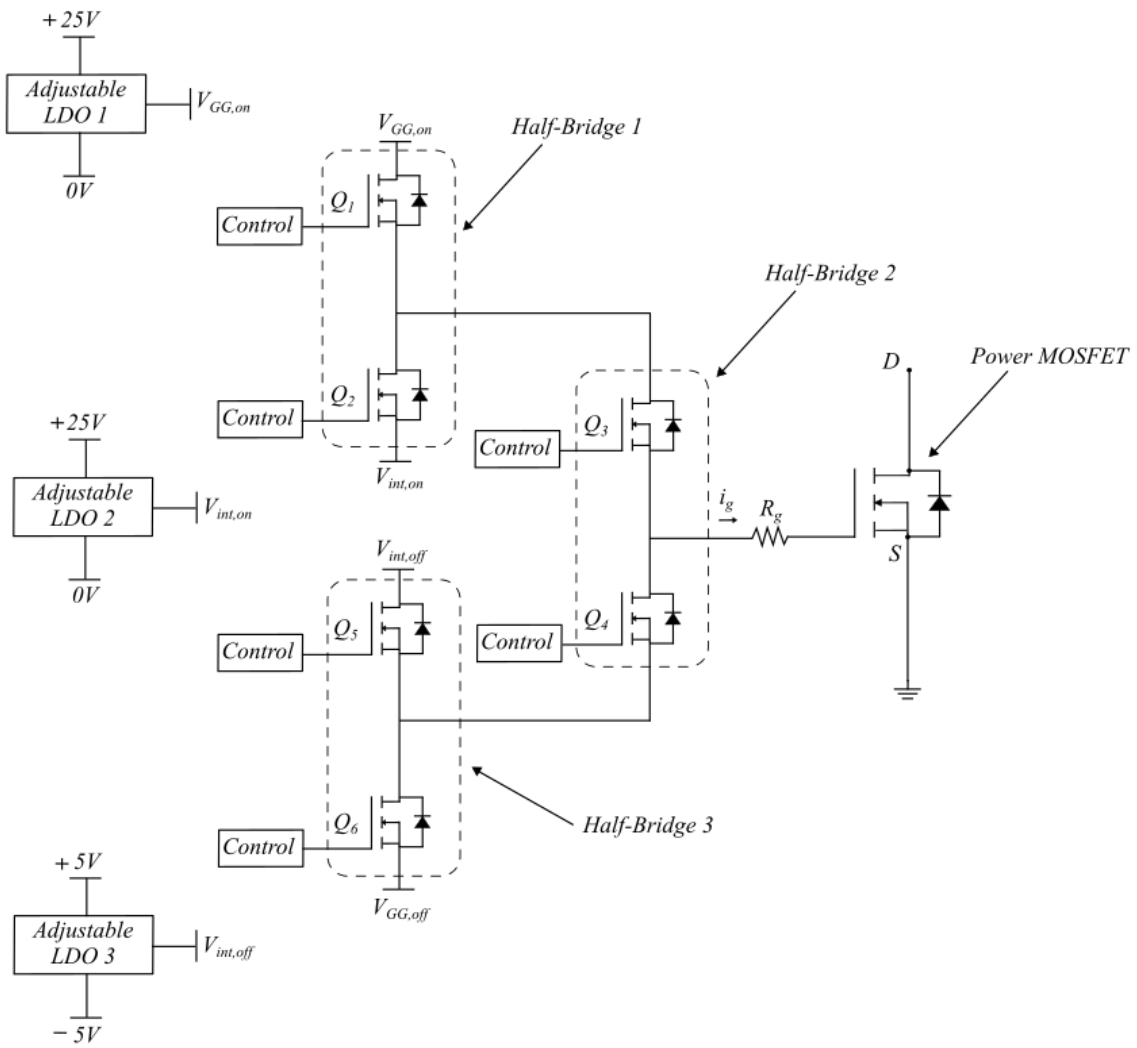 +25V
Adjustable
LDO 1
V_GG,on
0V
V_GG,on
Half-Bridge 1
Q_1
Control
Half-Bridge 2
Q_2
Control
V_int,on
+25V
Adjustable
LDO 2
V_int,on
0V
Q_3
Control
D
Power MOSFET
i_g
R_g
S
V_int,off
Q_5
Control
Q_4
Control
Q_6
Control
Half-Bridge 3
V_GG,off
+5V
Adjustable
LDO 3
V_int,off
−5V